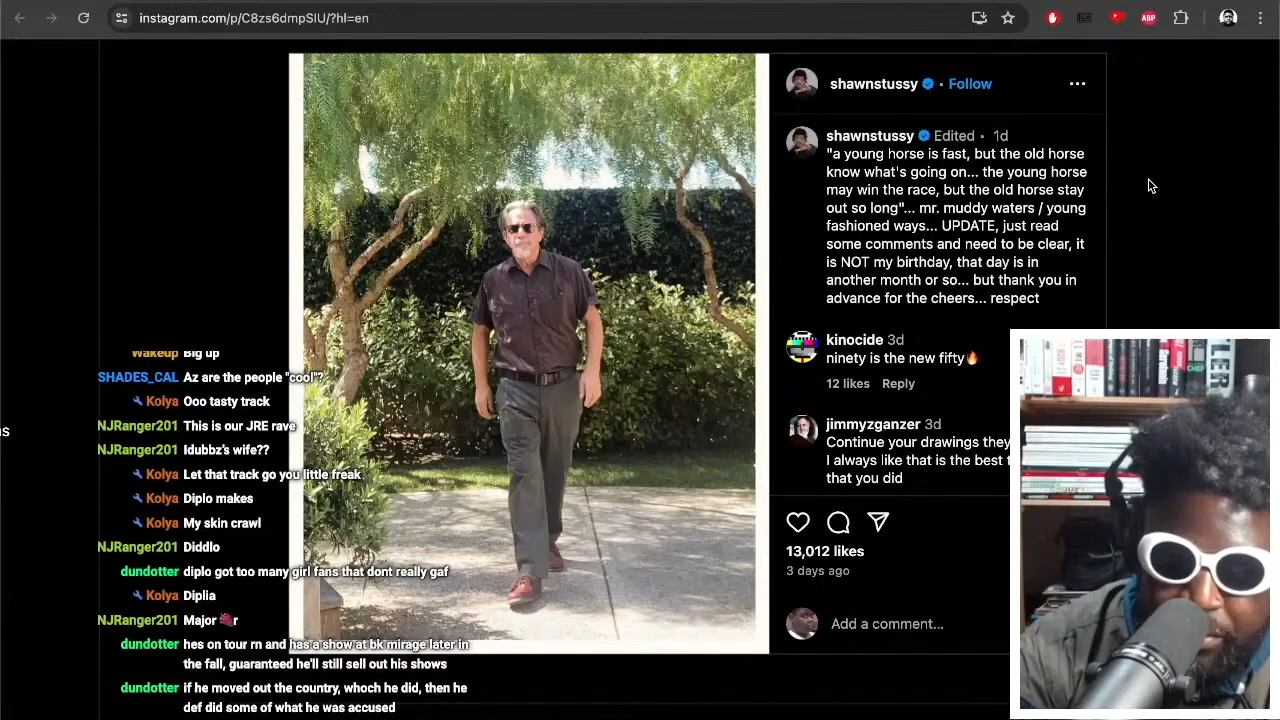 instagram.com/p/C8zs6dmpSIU/?hl=en
ABP
shawnstussy • Follow
shawnstussy Edited • 1d
"a young horse is fast, but the old horse
know what's going on... the young horse
may win the race, but the old horse stay
out so long"... mr. muddy waters / young
fashioned ways... UPDATE, just read
some comments and need to be clear, it
is NOT my birthday, that day is in
another month or so... but thank you in
advance for the cheers... respect
kinocide 3d
ninety is the new fifty🔥
12 likes Reply
jimmyzganzer 3d
Continue your drawings they
I always like that is the best
that you did
13,012 likes
3 days ago
Add a comment...
Wakeup Big up
SHADES_CAL Az are the people "cool"?
Kolya Ooo tasty track
NJRanger201 This is our JRE rave
NJRanger201 Idubbz's wife??
Kolya Let that track go you little freak
Kolya Diplo makes
Kolya My skin crawl
NJRanger201 Diddlo
dundotter diplo got too many girl fans that dont really gaf
Kolya Diplia
NJRanger201 Major 🍇r
dundotter hes on tour rn and has a show at bk mirage later in
the fall, guaranteed he'll still sell out his shows
dundotter if he moved out the country, whoch he did, then he
def did some of what he was accused
CHEF